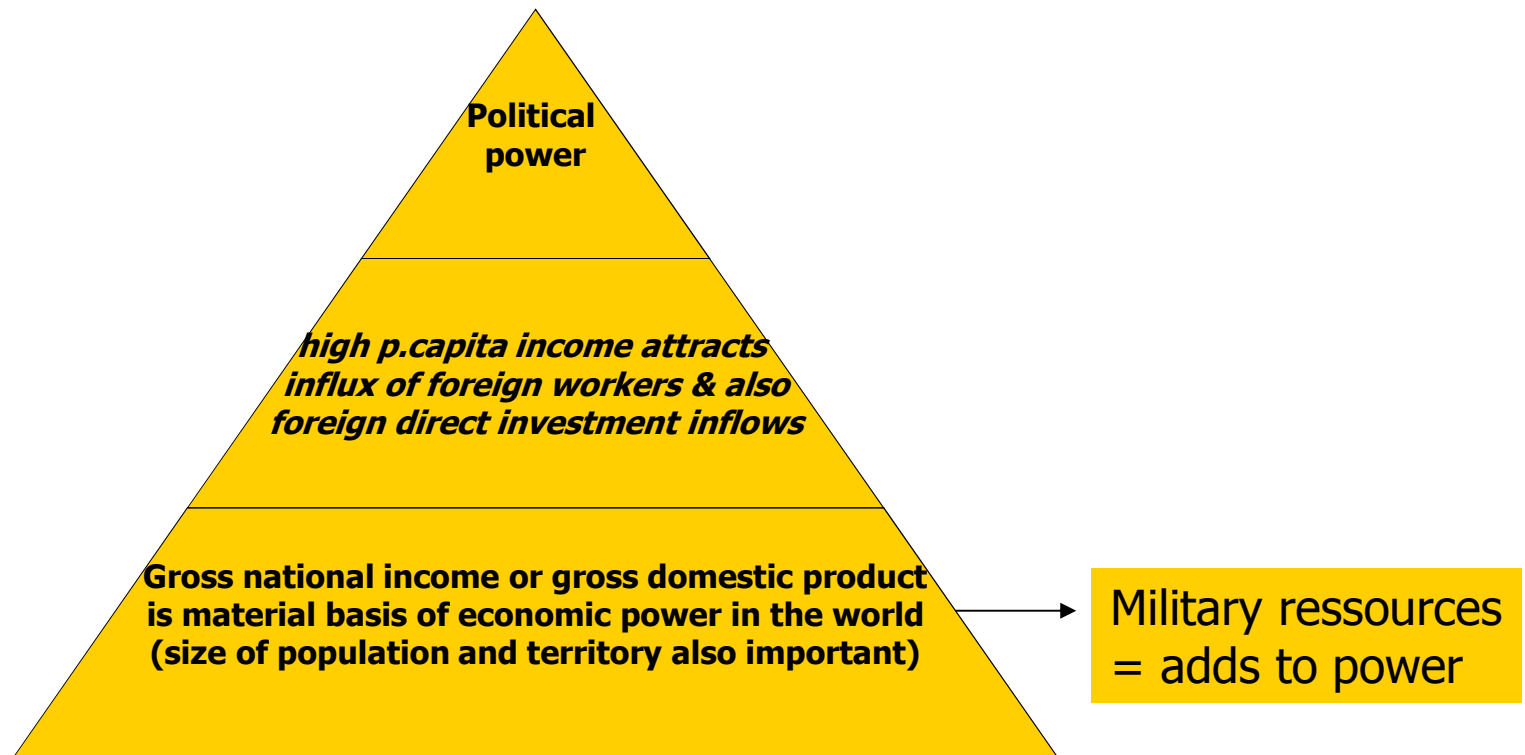 Political
power
high p.capita income attracts
influx of foreign workers & also
foreign direct investment inflows
Gross national income or gross domestic product
is material basis of economic power in the world
(size of population and territory also important)
Military ressources
= adds to power